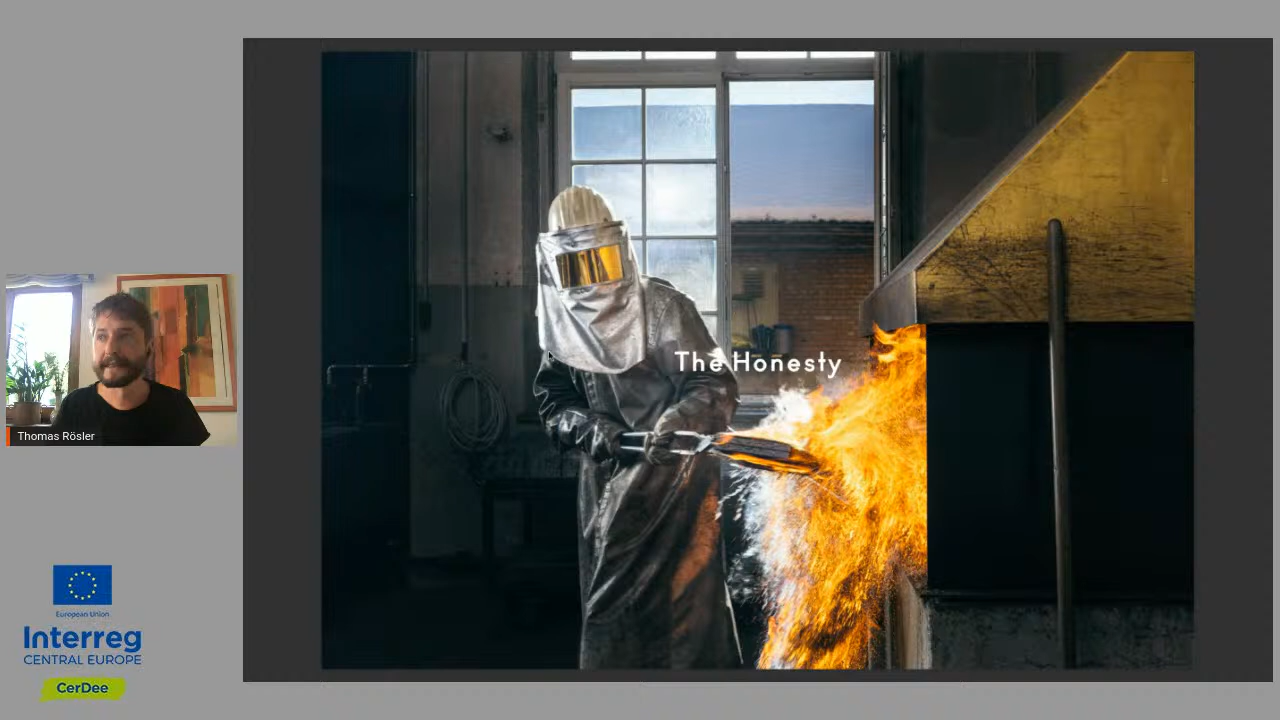 The Honesty
Thomas Rösler
European Union
Interreg
CENTRAL EUROPE
CerDee